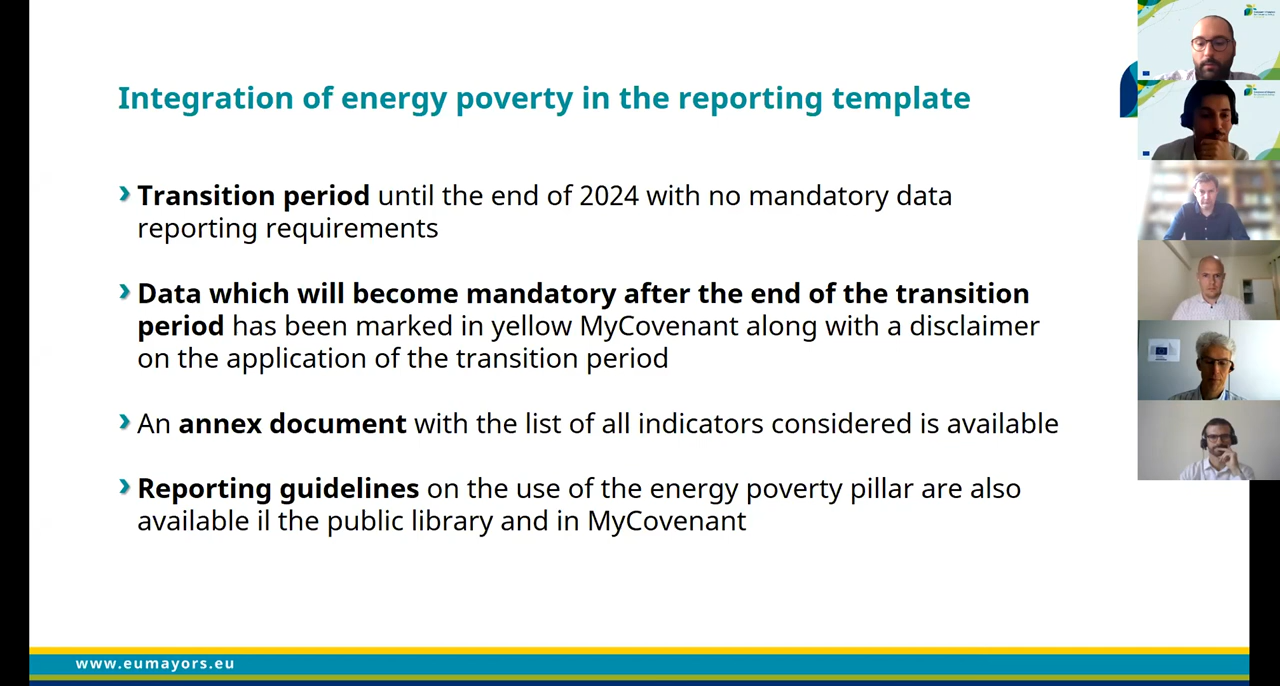 Integration of energy poverty in the reporting template
Transition period until the end of 2024 with no mandatory data
reporting requirements
Data which will become mandatory after the end of the transition
period has been marked in yellow MyCovenant along with a disclaimer
on the application of the transition period
An annex document with the list of all indicators considered is available
Reporting guidelines on the use of the energy poverty pillar are also
available il the public library and in MyCovenant
www.eumayors.eu